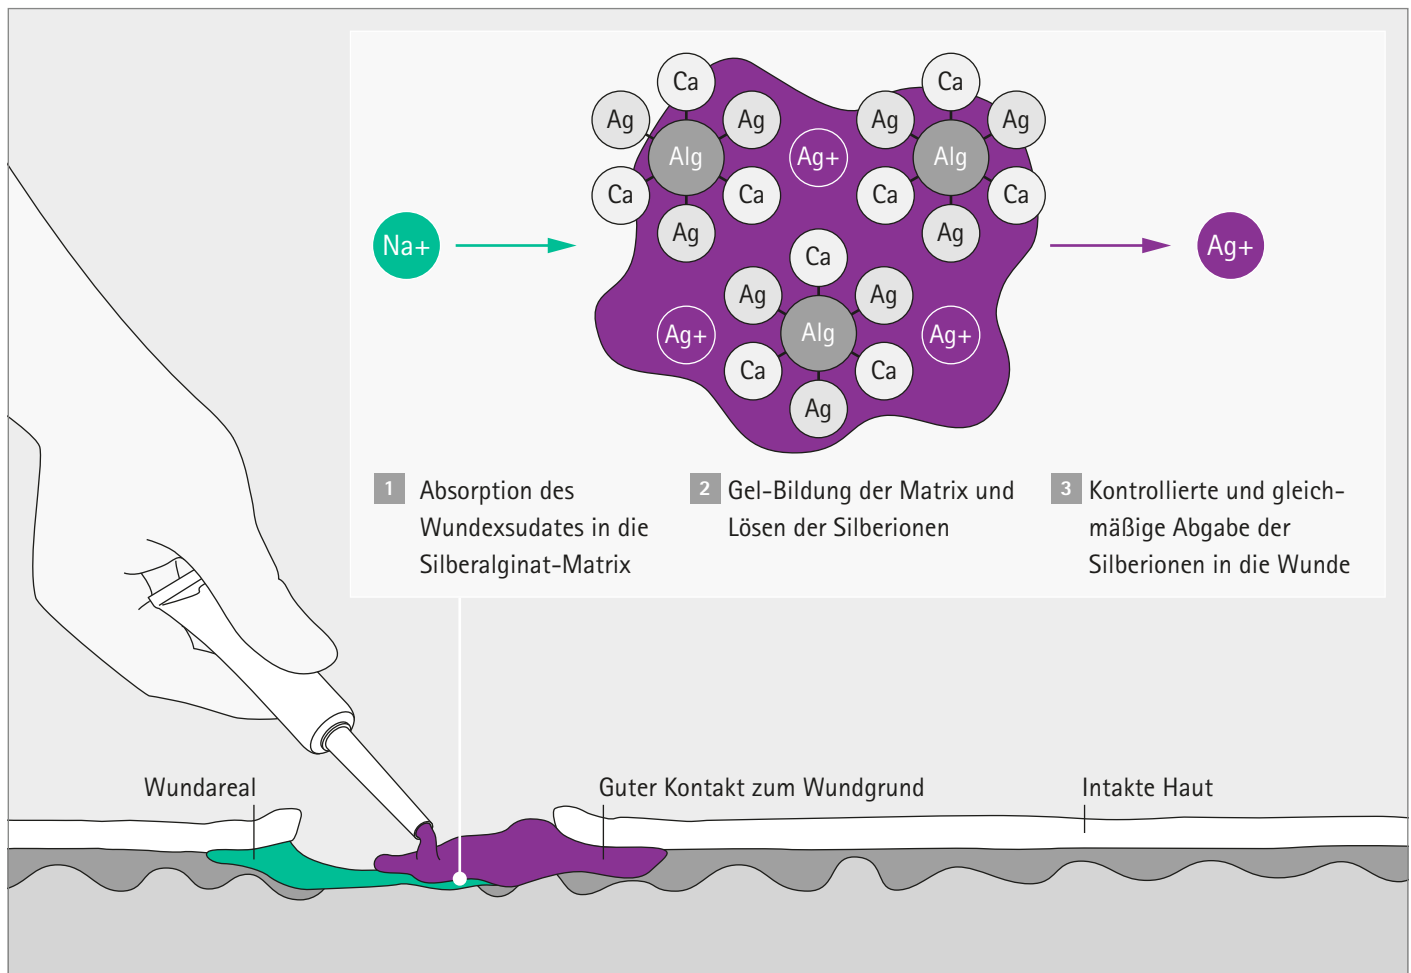 Ca
Ca
Ag
Ag
Ag
Ag
Alg
Ag+
Alg
Ca
Ca
Ca
Ca
Na+
Ag
Ag
Ag+
Ca
Ag
Ag
Ag+
Alg
Ag+
Ca
Ca
Ag
1 Absorption des
Wundexsudates in die
Silberalginat-Matrix
2 Gel-Bildung der Matrix und
Lösen der Silberionen
3 Kontrollierte und gleich-
mäßige Abgabe der
Silberionen in die Wunde
Wundareal
Guter Kontakt zum Wundgrund
Intakte Haut